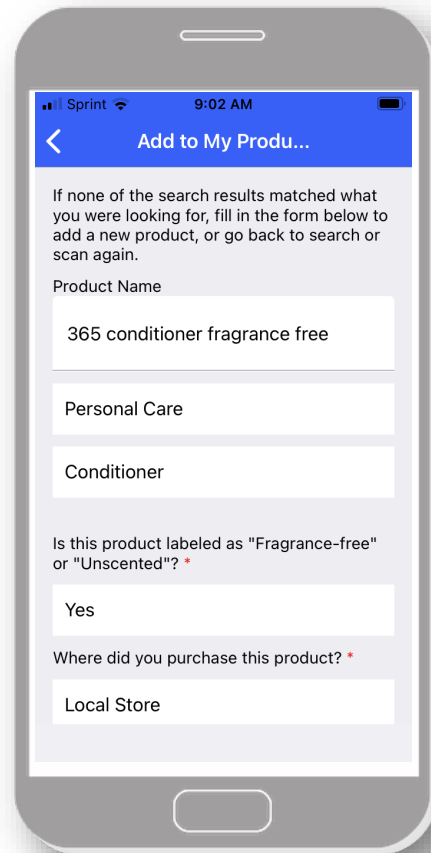 Sprint 9:02 AM
Add to My Produ...
If none of the search results matched what
you were looking for, fill in the form below to
add a new product, or go back to search or
scan again.
Product Name
365 conditioner fragrance free
Personal Care
Conditioner
Is this product labeled as "Fragrance-free"
or "Unscented"? *
Yes
Where did you purchase this product? *
Local Store